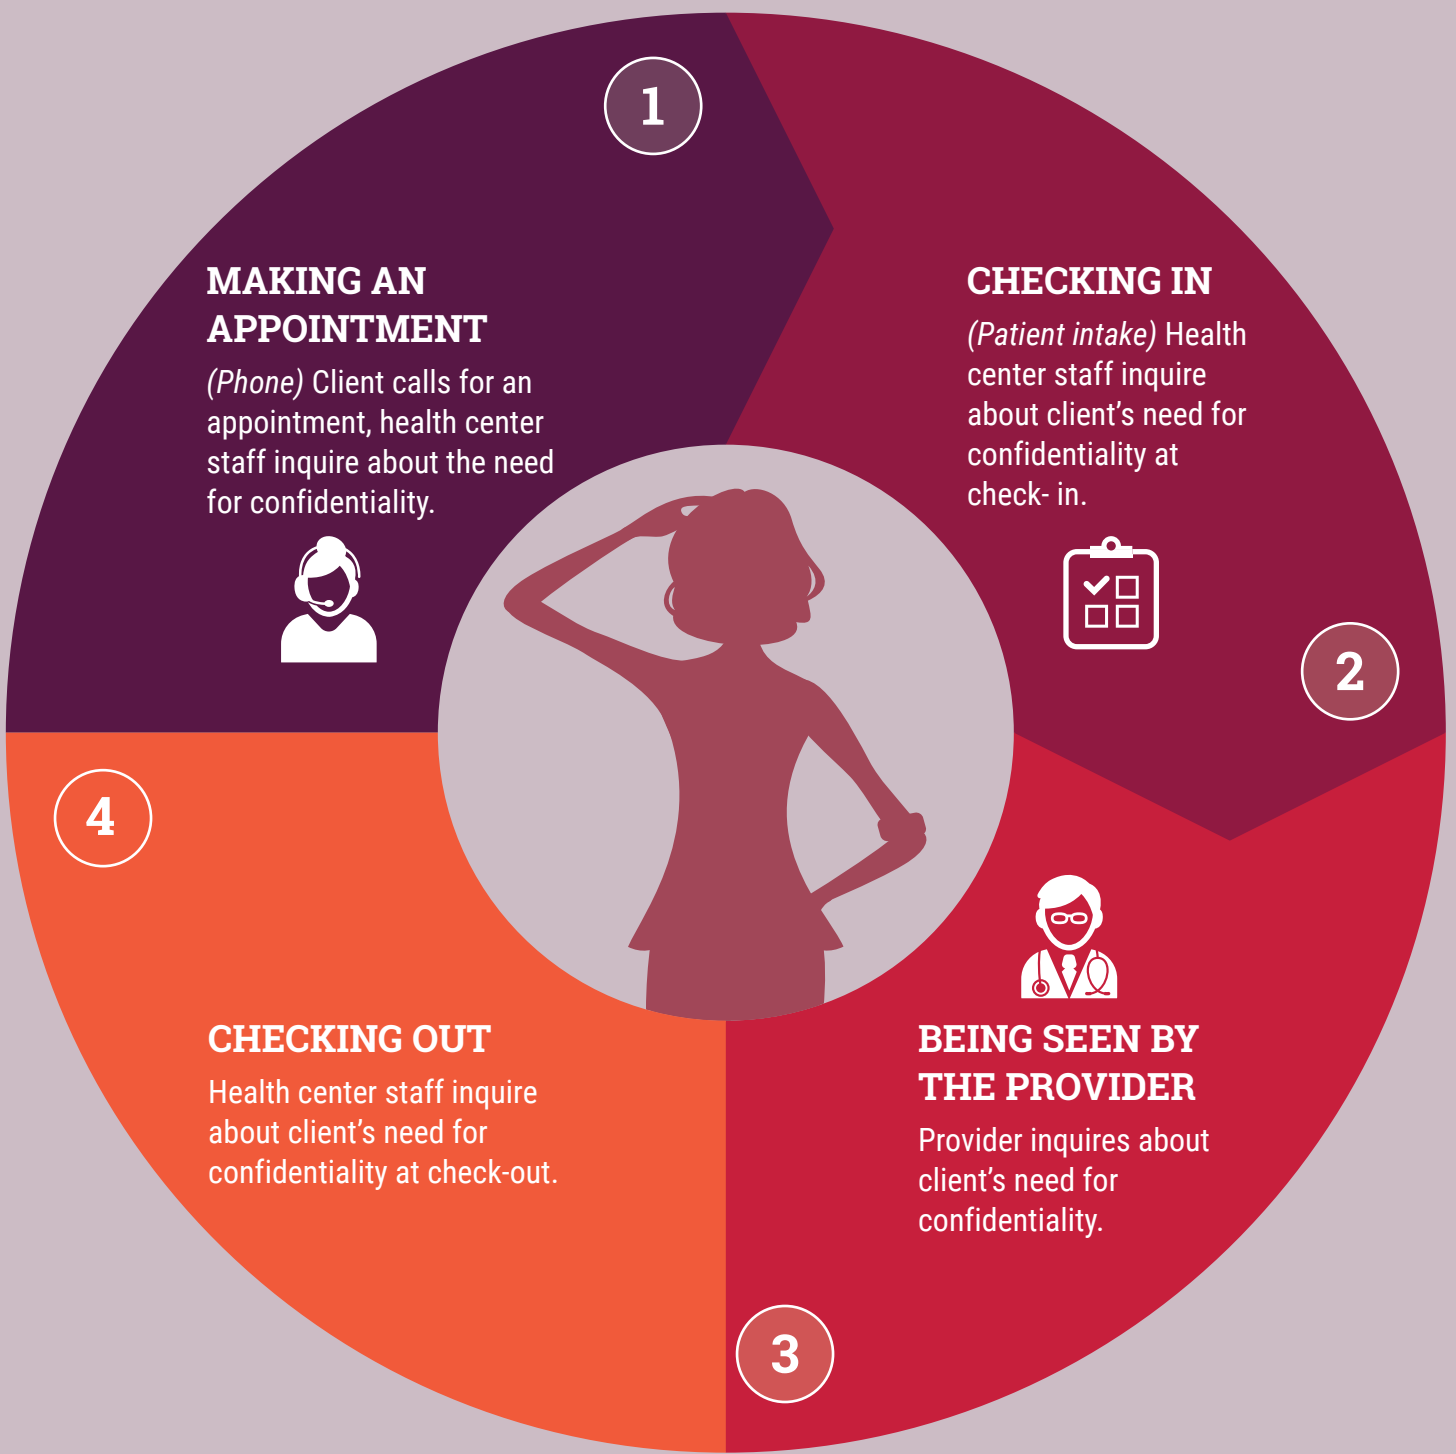 1
MAKING AN
APPOINTMENT
(Phone) Client calls for an
appointment, health center
staff inquire about the need
for confidentiality.
CHECKING IN
(Patient intake) Health
center staff inquire
about client’s need for
confidentiality at
check- in.
2
BEING SEEN BY
THE PROVIDER
Provider inquires about
client’s need for
confidentiality.
3
4
CHECKING OUT
Health center staff inquire
about client’s need for
confidentiality at check-out.